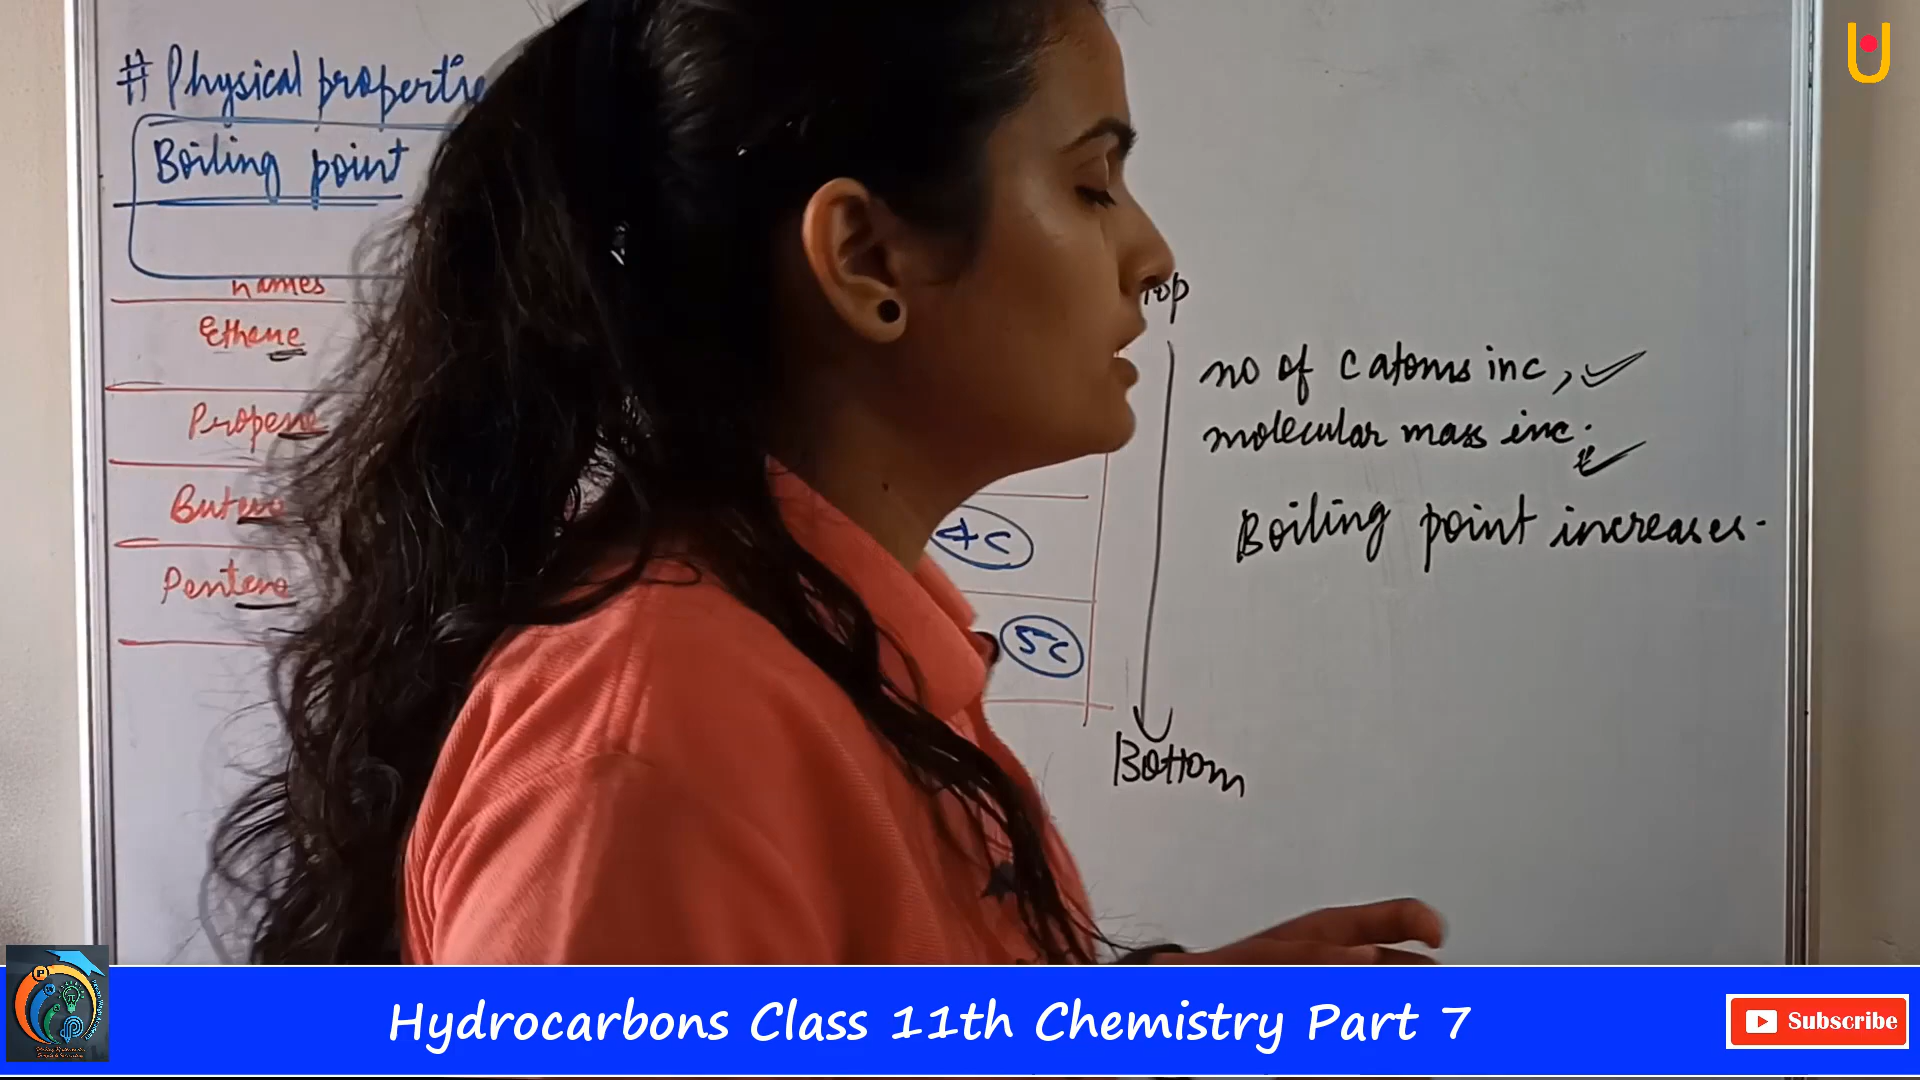 # Physical propertie
Boiling point
names
Ethene
Propene
Butene
Pentene
4C
5C
Top
no of C atoms inc,
molecular mass inc.
Boiling point increases.
Bottom
Hydrocarbons Class 11th Chemistry Part 7
Subscribe